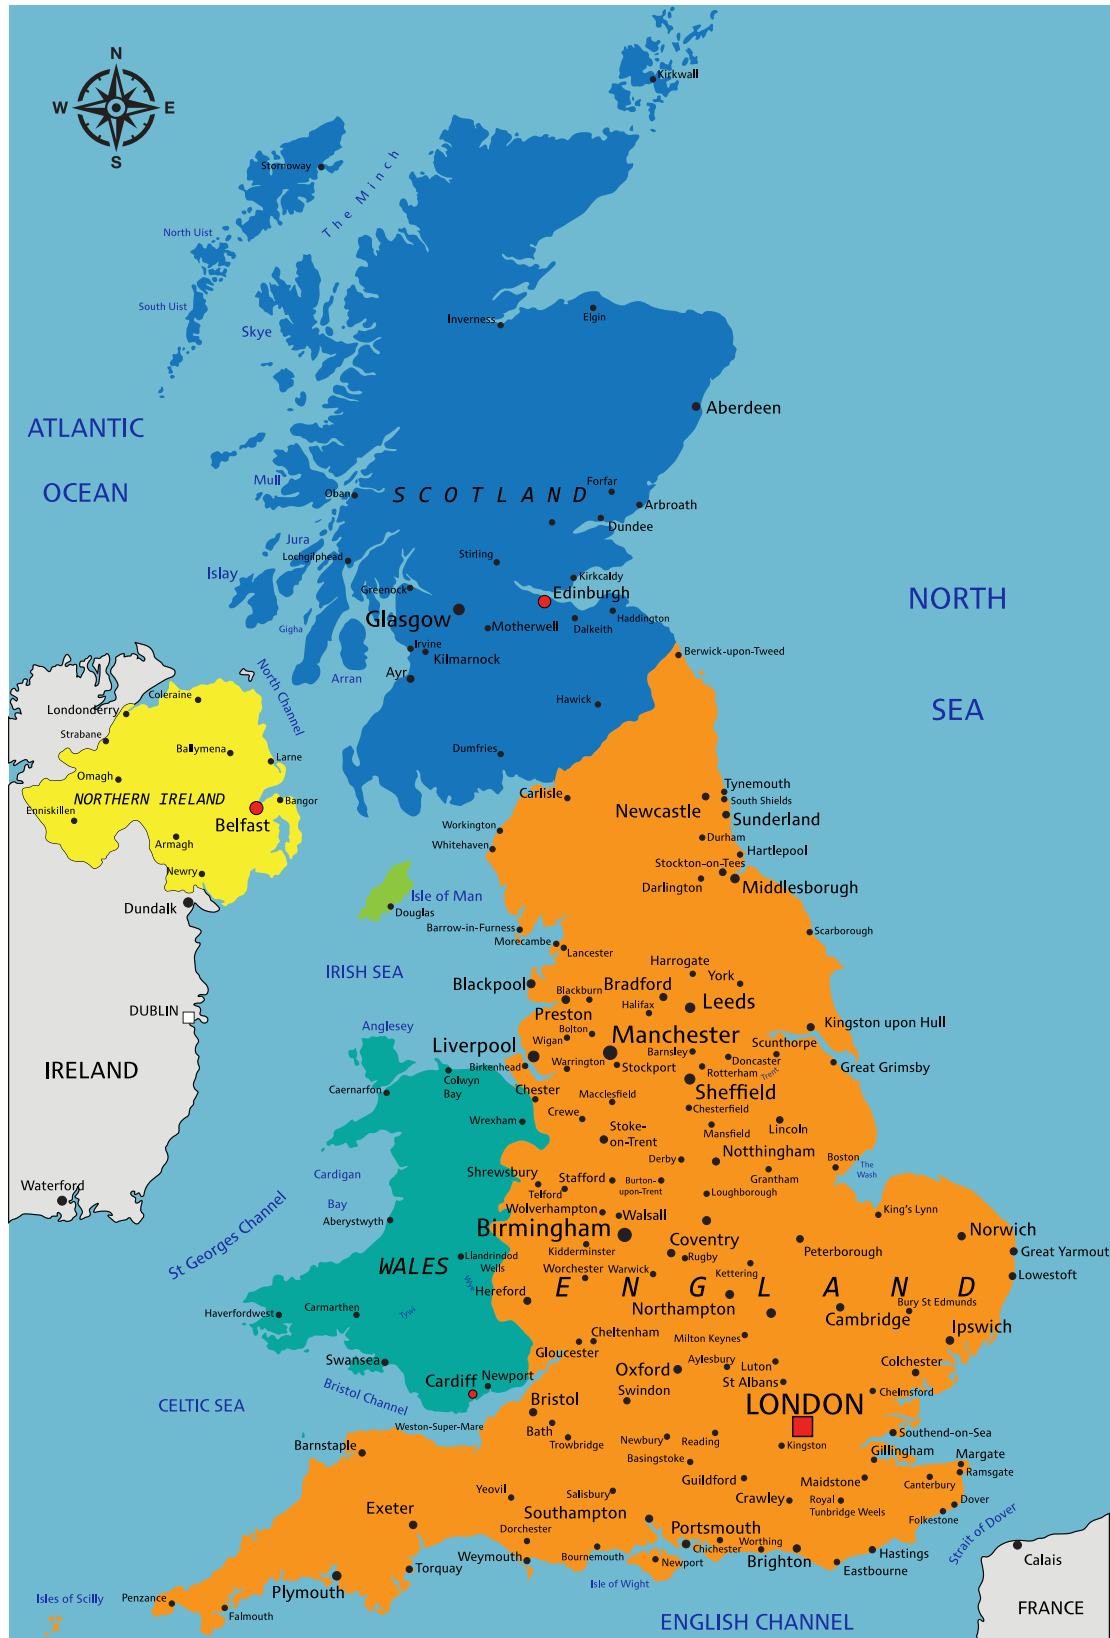 N
W
E
S
Kirkwall
Stornoway
The Minch
North Uist
South Uist
Skye
Inverness
Elgin
Aberdeen
ATLANTIC
OCEAN
Mull
Oban
SCOTLAND
Forfar
Arbroath
Dundee
Jura
Lochgilphead
Stirling
Islay
Kirkcaldy
Greenock
Edinburgh
Glasgow
Haddington
Motherwell
Dalkeith
Gigha
Irvine
Kilmarnock
Arran
Ayr
NORTH
SEA
Berwick-upon-Tweed
North Channel
Hawick
Coleraine
Londonderry
Strabane
Ballymena
Larne
Dumfries
Omagh
NORTHERN IRELAND
Bangor
Enniskillen
Belfast
Armagh
Newry
Dundalk
Carlisle
Newcastle
Tynemouth
South Shields
Sunderland
Workington
Whitehaven
Durham
Hartlepool
Stockton-on-Tees
Darlington
Middlesborugh
Isle of Man
Douglas
Barrow-in-Furness
Morecambe
Lancester
Scarborough
IRISH SEA
Harrogate
York
Blackpool
Blackburn
Bradford
Leeds
Preston
Halifax
DUBLIN
Anglesey
Bolton
Wigan
Manchester
Kingston upon Hull
Liverpool
Barnsley
Scunthorpe
Doncaster
IRELAND
Birkenhead
Warrington
Stockport
Rotherham
Trent
Great Grimsby
Colwyn
Bay
Caernarfon
Chester
Macclesfield
Sheffield
Chesterfield
Wrexham
Crewe
Stoke-
on-Trent
Mansfield
Lincoln
Derby
Notthingham
Boston
The
Wash
Cardigan
Bay
Shrewsbury
Telford
Stafford
Burton-
upon-Trent
Grantham
Loughborough
Waterford
St Georges Channel
Aberystwyth
Wolverhampton
Walsall
King's Lynn
Birmingham
Coventry
Norwich
Kidderminster
Rugby
Peterborough
Great Yarmout
WALES
Llandrindod
Wells
Wye
Worchester
Warwick
Kettering
Lowestoft
Hereford
ENGLAND
Haverfordwest
Carmarthen
Tywi
Northampton
Cambridge
Bury St Edmunds
Cheltenham
Gloucester
Milton Keynes
Ipswich
Swansea
Oxford
Aylesbury
Luton
Colchester
Cardiff
Newport
Swindon
St Albans
Chelmsford
Bristol Channel
Bristol
LONDON
CELTIC SEA
Weston-Super-Mare
Bath
Trowbridge
Newbury
Reading
Kingston
Southend-on-Sea
Barnstaple
Basingstoke
Gillingham
Margate
Ramsgate
Guildford
Maidstone
Canterbury
Yeovil
Salisbury
Crawley
Royal
Tunbridge Weels
Dover
Folkestone
Exeter
Southampton
Strait of Dover
Dorchester
Portsmouth
Chichester
Worthing
Weymouth
Bournemouth
Newport
Brighton
Hastings
Eastbourne
Torquay
Isle of Wight
Calais
Plymouth
Isles of Scilly
Penzance
Falmouth
ENGLISH CHANNEL
FRANCE